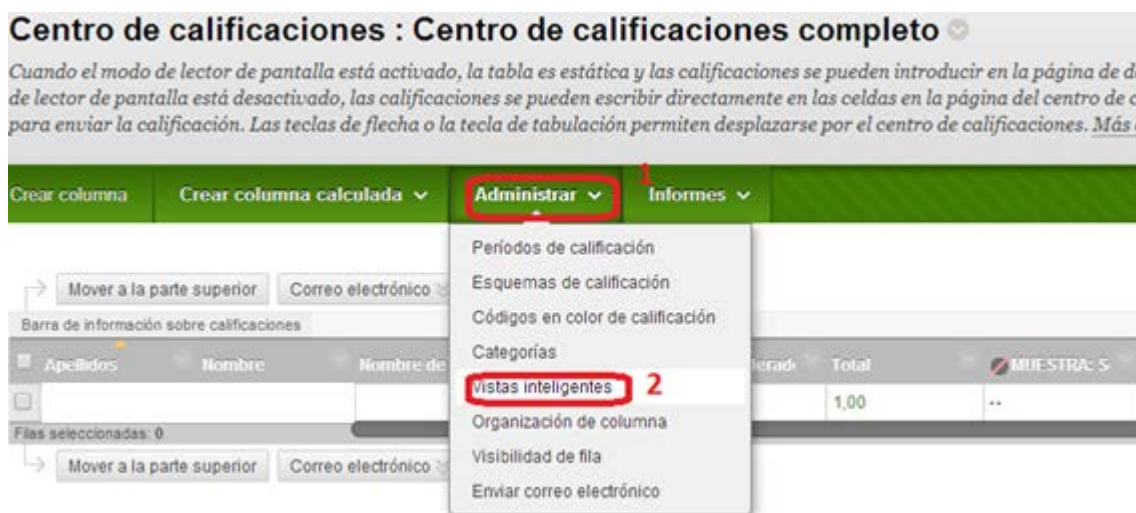 Centro de calificaciones : Centro de calificaciones completo
Cuando el modo de lector de pantalla está activado, la tabla es estática y las calificaciones se pueden introducir en la página de
de lector de pantalla está desactivado, las calificaciones se pueden escribir directamente en las celdas en la página del centro de
para enviar la calificación. Las teclas de flecha o la tecla de tabulación permiten desplazarse por el centro de calificaciones. Más
Crear columna Crear columna calculada Administrar 1 Informes
Períodos de calificación
Esquemas de calificación
Códigos en color de calificación
Categorías
Vistas inteligentes 2
Organización de columna
Visibilidad de fila
Enviar correo electrónico
Mover a la parte superior Correo electrónico
Barra de información sobre calificaciones
Apellidos Nombre Nombre de Total MUESTRA: S
1,00 --
Filas seleccionadas: 0
Mover a la parte superior Correo electrónico